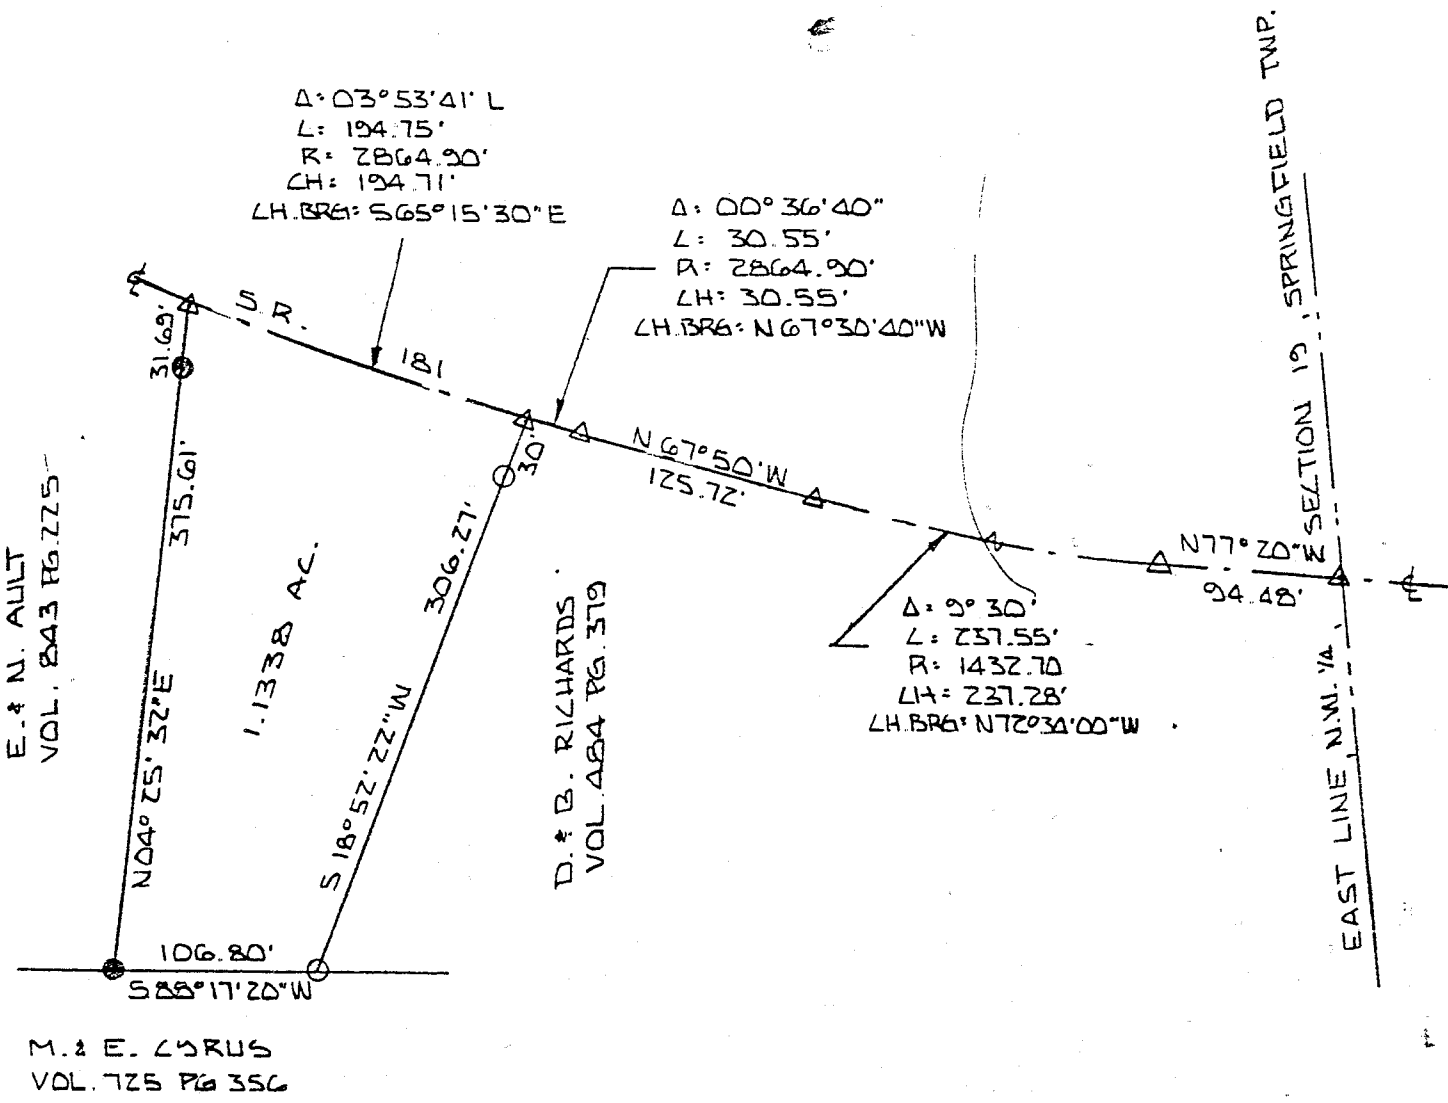 Δ: 03°53'41" L
L: 194.75'
R: 2864.90'
CH: 194.71'
CH.BRG: S65°15'30"E
Δ: 00°36'40"
L: 30.55'
R: 2864.90'
CH: 30.55'
CH.BRG: N67°30'40"W
℄
S.R.
181
31.69'
375.61'
N04°25'32"E
1.1338 AC.
30'
306.27'
S18°52'22"W
N67°50'W
125.72'
N77°20'W
94.48'
℄
Δ: 9°30'
L: 237.55'
R: 1432.70
CH= 237.28'
CH.BRG: N72°34'00"W
EAST LINE, N.W. 1/4, SECTION 19, SPRINGFIELD TWP.
E. & N. AULT
VOL. 843 PG. 225
D. & B. RICHARDS
VOL. 484 PG. 379
106.80'
S88°17'20"W
M. & E. CYRUS
VOL. 725 PG 356